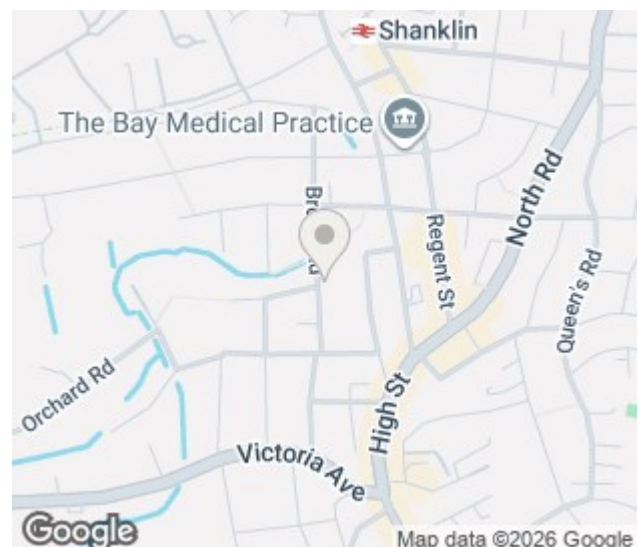 Shanklin
The Bay Medical Practice
North Rd
Regent St
Queen's Rd
Orchard Rd
High St
Victoria Ave
Google
Map data ©2026 Google